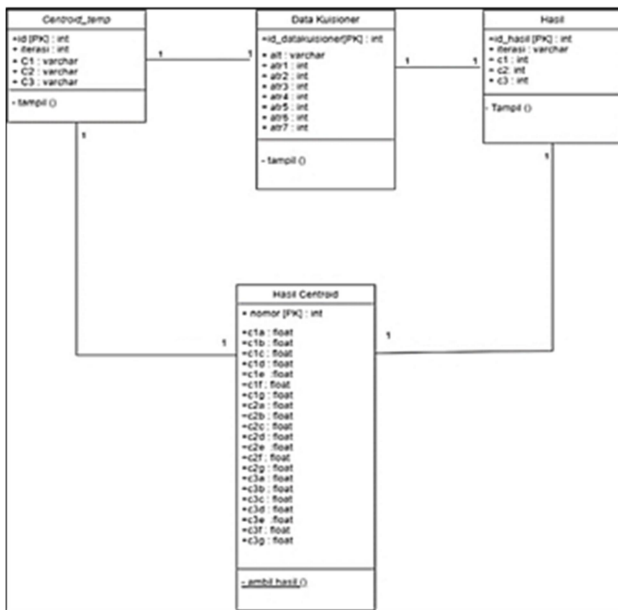 Centroid_temp
+id [PK] : int
+ iterasi : int
+ C1 : varchar
+ C2 : varchar
+ C3 : varchar
- tampil ()
1
1
Data Kuisioner
+id_datakuisioner[PK] : int
+ alt : varchar
+ atr1 : int
+ atr2 : int
+ atr3 : int
+ atr4 : int
+ atr5 : int
+ atr6 : int
+ atr7 : int
- tampil ()
1
1
Hasil
+id_hasil [PK] : int
+ iterasi : varchar
+ c1 : int
+ c2: int
+ c3 : int
- Tampil ()
1
1
1
1
Hasil Centroid
+ nomor [PK] : int
+c1a : float
+c1b : float
+c1c : float
+c1d : float
+c1e :float
+c1f ; float
+c1g : float
+c2a : float
+c2b : float
+c2c : float
+c2d : float
+c2e :float
+c2f ; float
+c2g : float
+c3a : float
+c3b : float
+c3c : float
+c3d : float
+c3e :float
+c3f ; float
+c3g : float
- ambil hasil ()